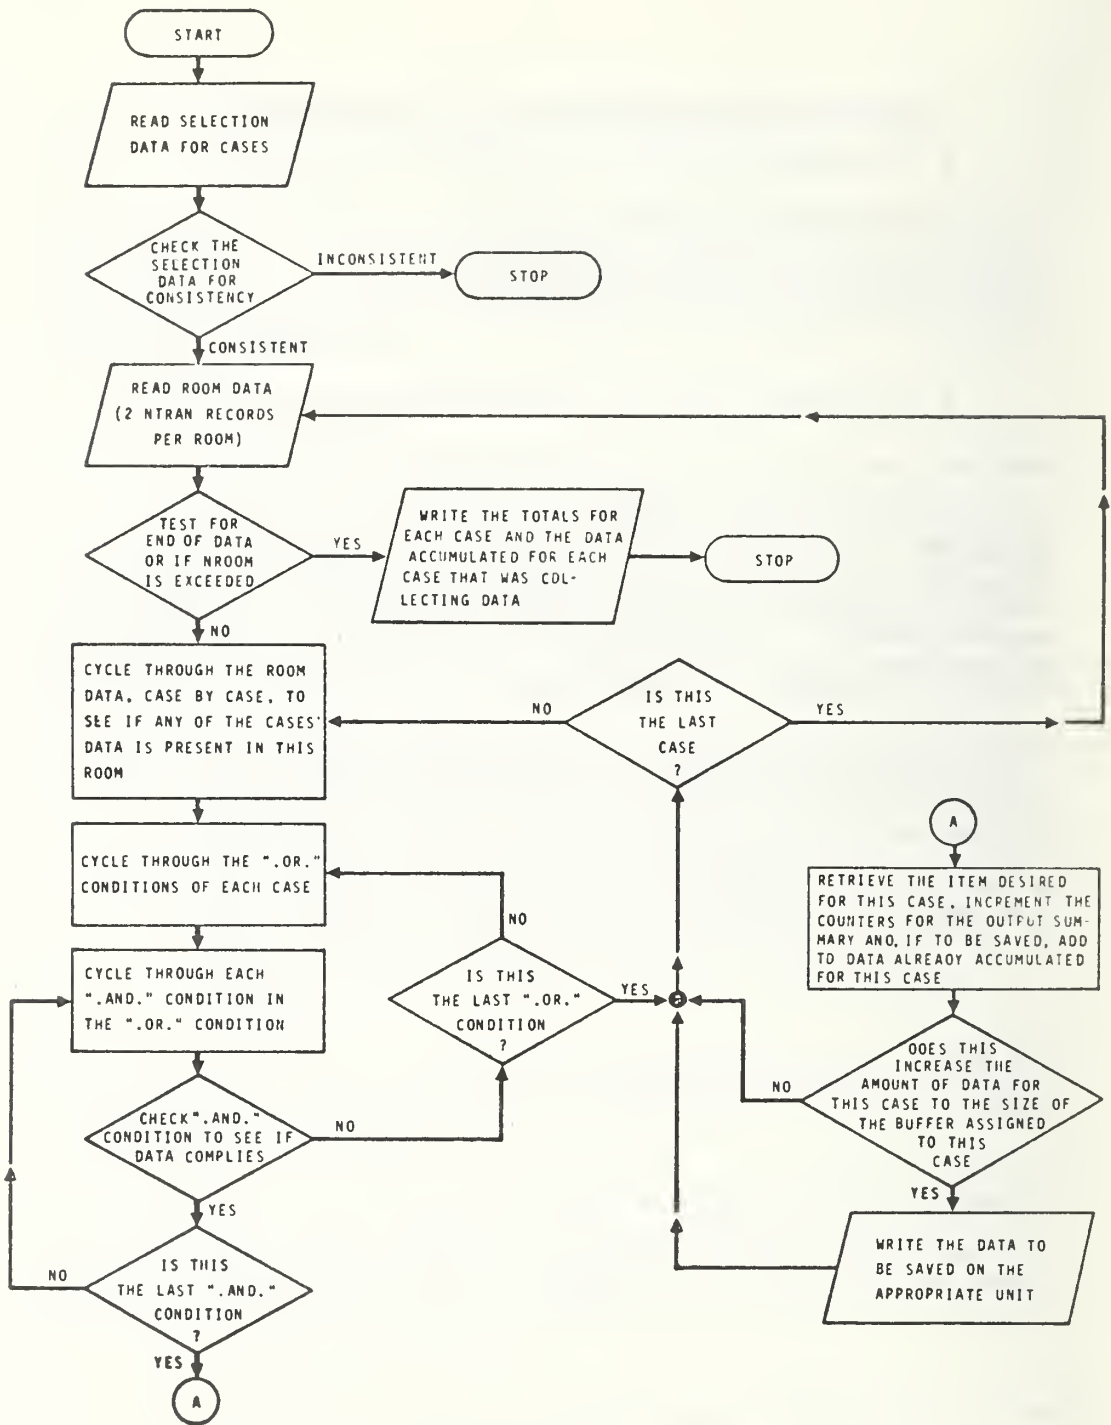 START
READ SELECTION
DATA FOR CASES
CHECK THE
SELECTION
DATA FOR
CONSISTENCY
INCONSISTENT
STOP
CONSISTENT
READ ROOM DATA
(2 NTRAN RECORDS
PER ROOM)
TEST FOR
END OF DATA
OR IF NROOM
IS EXCEEDED
YES
WRITE THE TOTALS FOR
EACH CASE AND THE DATA
ACCUMULATED FOR EACH
CASE THAT WAS COL-
LECTING DATA
STOP
NO
CYCLE THROUGH THE ROOM
DATA, CASE BY CASE, TO
SEE IF ANY OF THE CASES'
DATA IS PRESENT IN THIS
ROOM
NO
IS THIS
THE LAST
CASE
?
YES
CYCLE THROUGH THE ".OR."
CONDITIONS OF EACH CASE
NO
CYCLE THROUGH EACH
".AND." CONDITION IN
THE ".OR." CONDITION
IS THIS
THE LAST ".OR."
CONDITION
?
YES
CHECK ".AND."
CONDITION TO SEE IF
DATA COMPLIES
NO
YES
IS THIS
THE LAST ".AND."
CONDITION
?
NO
YES
A
A
RETRIEVE THE ITEM DESIRED
FOR THIS CASE, INCREMENT THE
COUNTERS FOR THE OUTPUT SUM-
MARY ANO, IF TO BE SAVED, ADD
TO DATA ALREAOY ACCUMULATED
FOR THIS CASE
OOES THIS
INCREASE THE
AMOUNT OF DATA FOR
THIS CASE TO THE SIZE OF
THE BUFFER ASSIGNED
TO THIS
CASE
NO
YES
WRITE THE DATA TO
BE SAVED ON THE
APPROPRIATE UNIT